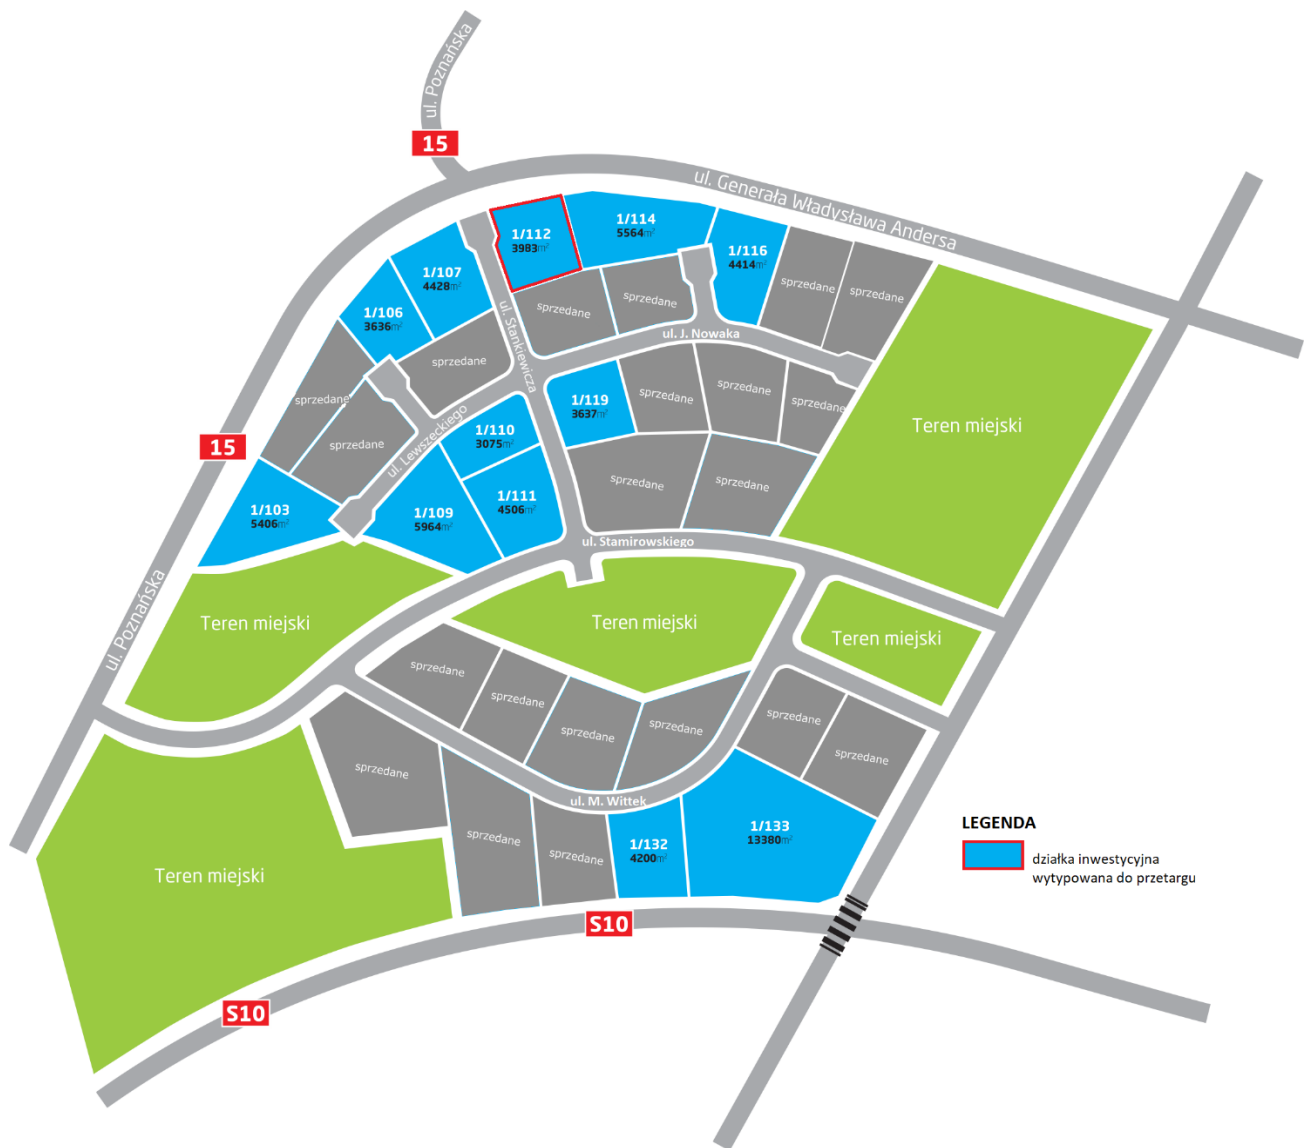 ul. Poznańska
15
ul. Generała Władysława Andersa
1/112
3983m²
1/114
5564m²
1/116
4414m²
1/107
4428m²
1/106
3636m²
sprzedane
sprzedane
sprzedane
sprzedane
ul. Stankiewicza
ul. J. Nowaka
sprzedane
sprzedane
sprzedane
sprzedane
sprzedane
sprzedane
1/119
3637m²
sprzedane
ul. Lewszeckiego
1/110
3075m²
Teren miejski
15
sprzedane
sprzedane
1/103
5406m²
1/109
5964m²
1/111
4506m²
ul. Stamirowskiego
ul. Poznańska
Teren miejski
Teren miejski
Teren miejski
sprzedane
sprzedane
sprzedane
sprzedane
sprzedane
sprzedane
sprzedane
ul. M. Wittek
sprzedane
sprzedane
1/132
4200m²
1/133
13380m²
Teren miejski
S10
S10
LEGENDA
działka inwestycyjna
wytypowana do przetargu